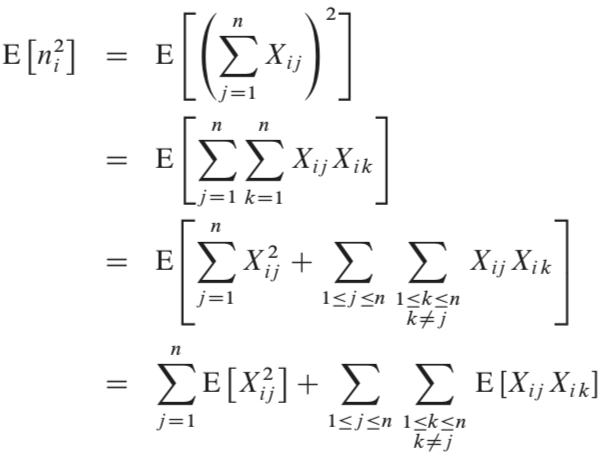 E[n_i^2] = E[(∑_{j=1}^{n} X_{ij})^2]
= E[∑_{j=1}^{n} ∑_{k=1}^{n} X_{ij} X_{ik}]
= E[∑_{j=1}^{n} X_{ij}^2 + ∑_{1≤j≤n} ∑_{1≤k≤n, k≠j} X_{ij} X_{ik}]
= ∑_{j=1}^{n} E[X_{ij}^2] + ∑_{1≤j≤n} ∑_{1≤k≤n, k≠j} E[X_{ij} X_{ik}]